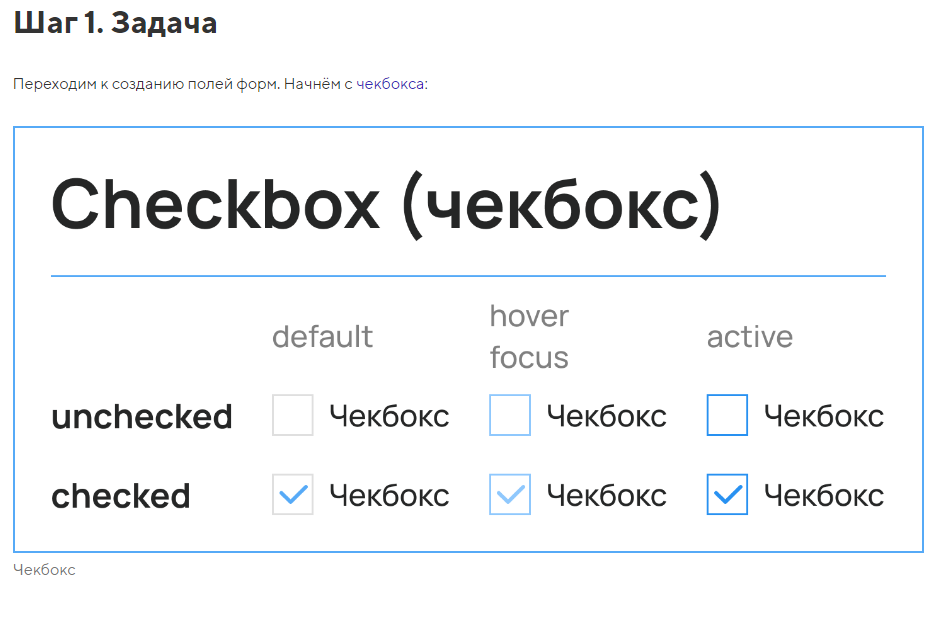 Шаг 1. Задача
Переходим к созданию полей форм. Начнём с чекбокса:
Checkbox (чекбокс)
default
hover
focus
active
unchecked Чекбокс Чекбокс Чекбокс
checked Чекбокс Чекбокс Чекбокс
Чекбокс